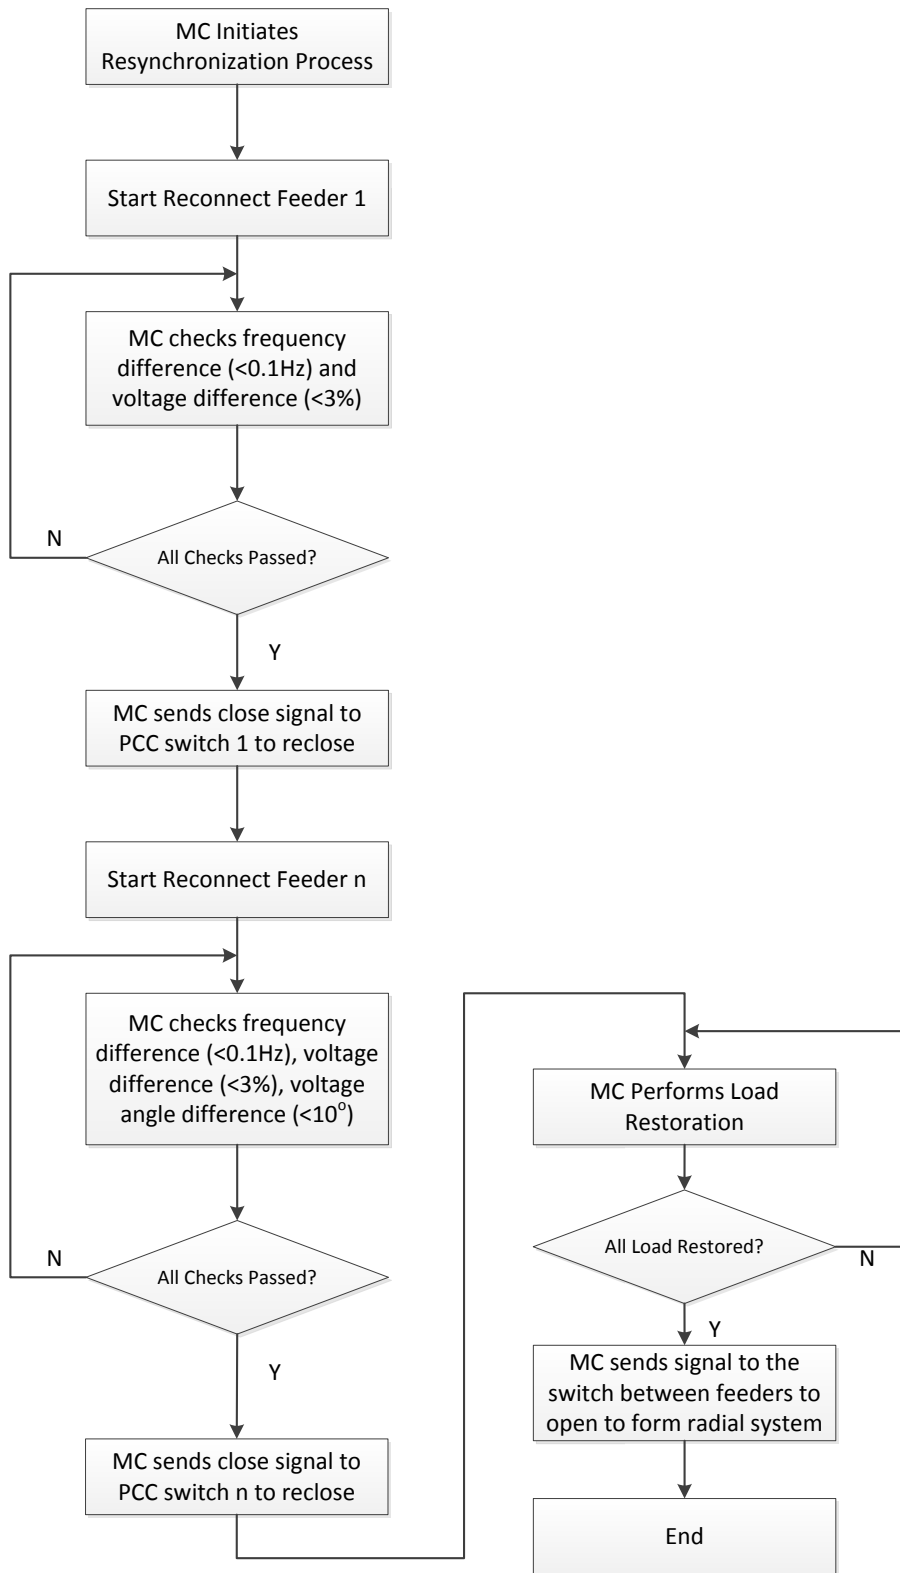 MC Initiates
Resynchronization Process
Start Reconnect Feeder 1
MC checks frequency
difference (<0.1Hz) and
voltage difference (<3%)
N
All Checks Passed?
Y
MC sends close signal to
PCC switch 1 to reclose
Start Reconnect Feeder n
MC checks frequency
difference (<0.1Hz), voltage
difference (<3%), voltage
angle difference (<10°)
N
All Checks Passed?
Y
MC sends close signal to
PCC switch n to reclose
MC Performs Load
Restoration
All Load Restored?
N
Y
MC sends signal to the
switch between feeders to
open to form radial system
End